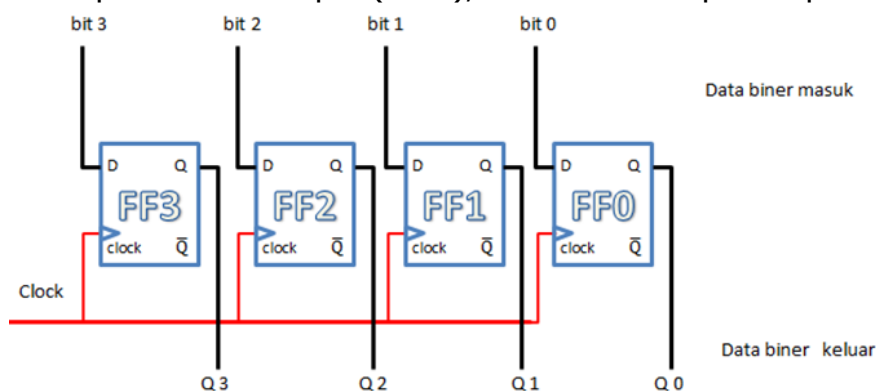 bit 3 bit 2 bit 1 bit 0
Data biner masuk
D Q D Q D Q D Q
FF3 FF2 FF1 FF0
clock Q̅ clock Q̅ clock Q̅ clock Q̅
Clock
Data biner keluar
Q 3 Q 2 Q 1 Q 0